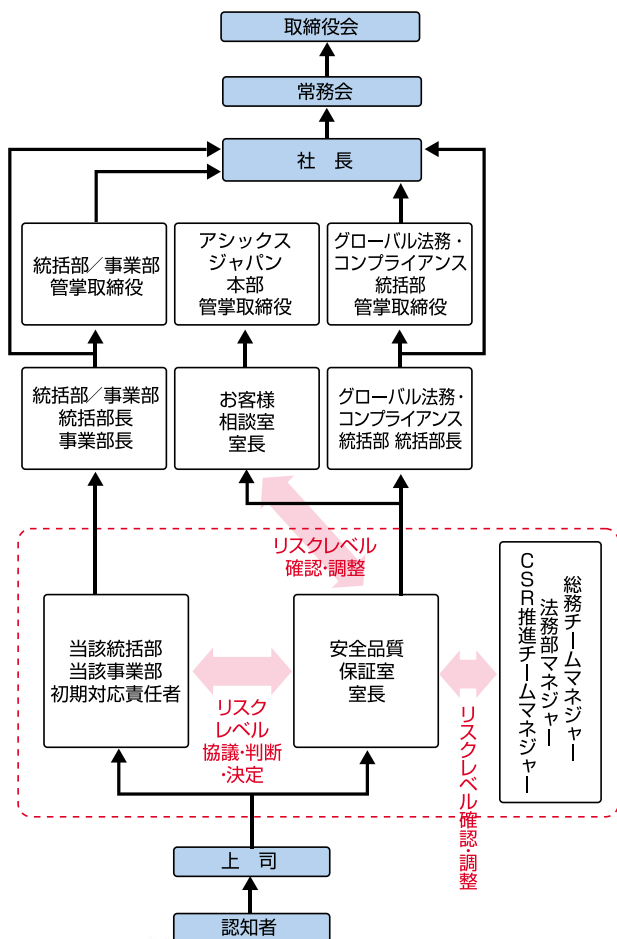 取締役会
常務会
社　長
統括部／事業部
管掌取締役
アシックス
ジャパン
本部
管掌取締役
グローバル法務・
コンプライアンス
統括部
管掌取締役
統括部／事業部
統括部長
事業部長
お客様
相談室
室長
グローバル法務・
コンプライアンス
統括部 統括部長
リスクレベル
確認・調整
当該統括部
当該事業部
初期対応責任者
リスク
レベル
協議・判断
・決定
安全品質
保証室
室長
リスクレベル確認・調整
総務チームマネジャー
法務部マネジャー
CSR推進チームマネジャー
上　司
認知者